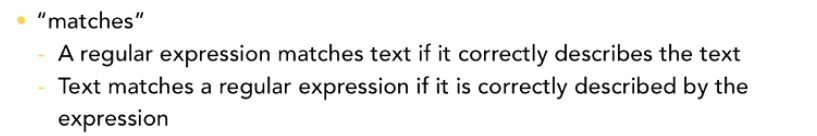 • “matches”
- A regular expression matches text if it correctly describes the text
- Text matches a regular expression if it is correctly described by the
expression